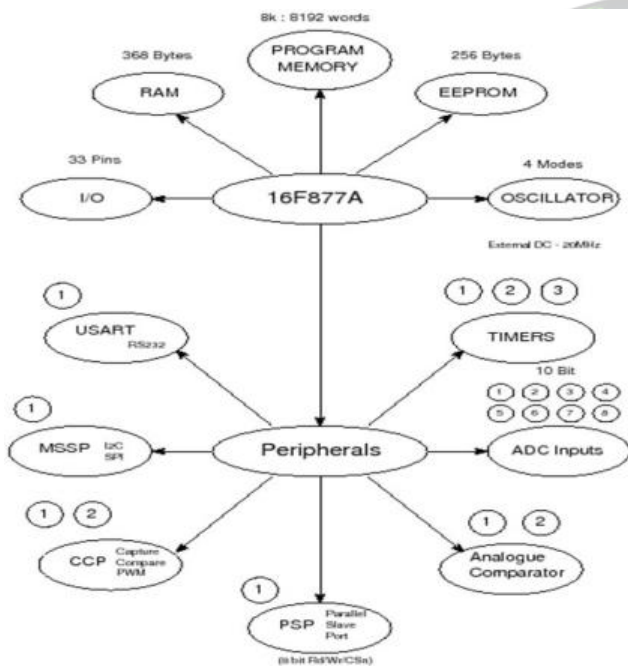 8k : 8192 words
PROGRAM
MEMORY
368 Bytes
RAM
256 Bytes
EEPROM
33 Pins
I/O
16F877A
4 Modes
OSCILLATOR
External DC - 20MHz
1
USART
RS232
1 2 3
TIMERS
10 Bit
1 2 3 4
5 6 7 8
ADC Inputs
1
MSSP I2C
SPI
Peripherals
1 2
CCP Capture
Compare
PWM
1 2
Analogue
Comparator
1
PSP Parallel
Slave
Port
(8 bit Rd/Wr/CSn)